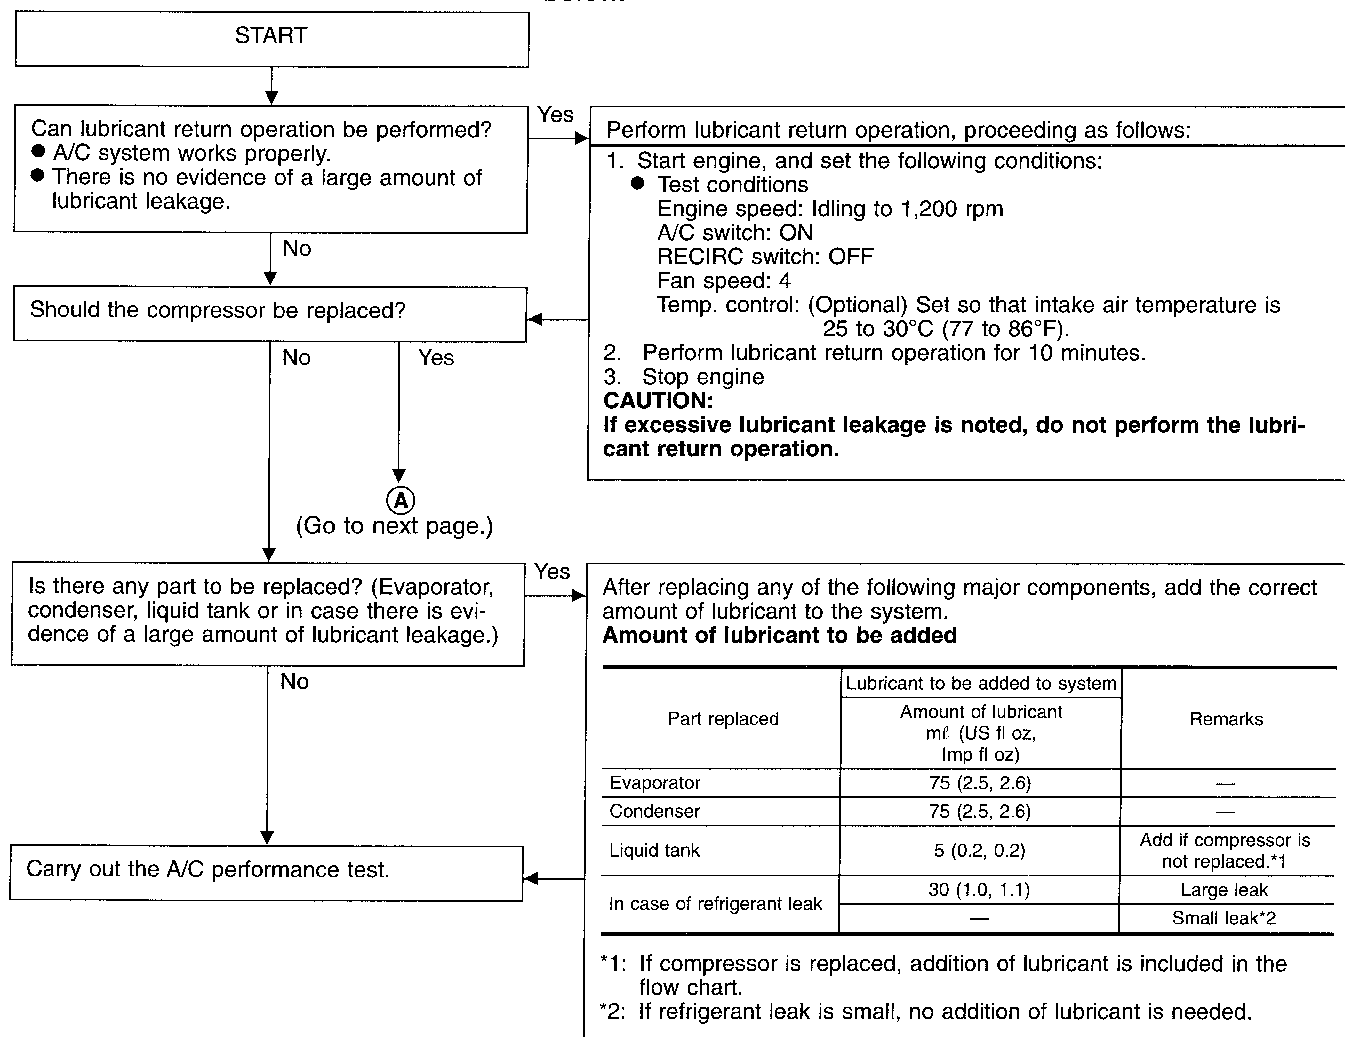 START
Can lubricant return operation be performed?
● A/C system works properly.
● There is no evidence of a large amount of
lubricant leakage.
Yes
No
Perform lubricant return operation, proceeding as follows:
1. Start engine, and set the following conditions:
● Test conditions
Engine speed: Idling to 1,200 rpm
A/C switch: ON
RECIRC switch: OFF
Fan speed: 4
Temp. control: (Optional) Set so that intake air temperature is
25 to 30°C (77 to 86°F).
2. Perform lubricant return operation for 10 minutes.
3. Stop engine
CAUTION:
If excessive lubricant leakage is noted, do not perform the lubri-
cant return operation.
Should the compressor be replaced?
No
Yes
A
(Go to next page.)
Is there any part to be replaced? (Evaporator,
condenser, liquid tank or in case there is evi-
dence of a large amount of lubricant leakage.)
Yes
No
After replacing any of the following major components, add the correct
amount of lubricant to the system.
Amount of lubricant to be added
Part replaced
Lubricant to be added to system
Amount of lubricant
mℓ (US fl oz,
Imp fl oz)
Remarks
Evaporator 75 (2.5, 2.6) —
Condenser 75 (2.5, 2.6) —
Liquid tank 5 (0.2, 0.2) Add if compressor is
not replaced.*1
In case of refrigerant leak 30 (1.0, 1.1) Large leak
— Small leak*2
*1: If compressor is replaced, addition of lubricant is included in the
flow chart.
*2: If refrigerant leak is small, no addition of lubricant is needed.
Carry out the A/C performance test.